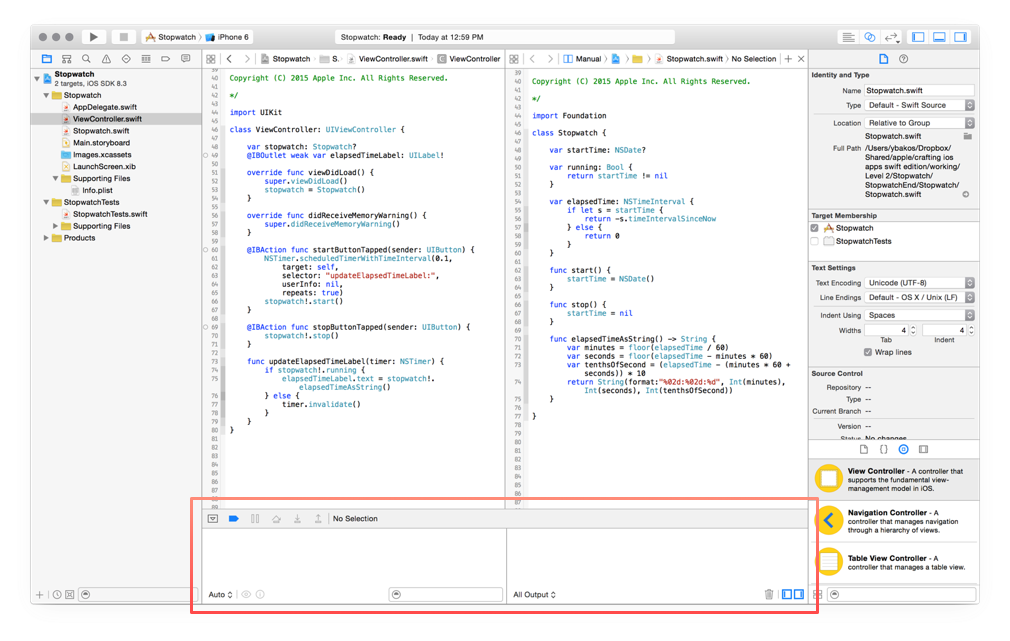 Stopwatch
iPhone 6
Stopwatch: Ready | Today at 12:59 PM
Stopwatch
2 targets, iOS SDK 8.3
Stopwatch
AppDelegate.swift
ViewController.swift
Stopwatch.swift
Main.storyboard
Images.xcassets
LaunchScreen.xib
Supporting Files
Info.plist
StopwatchTests
StopwatchTests.swift
Supporting Files
Products
Stopwatch
S.
ViewController.swift
ViewController
39
40 Copyright (C) 2015 Apple Inc. All Rights Reserved.
41
42 */
43
44 import UIKit
45
46 class ViewController: UIViewController {
47
48 var stopwatch: Stopwatch?
49 @IBOutlet weak var elapsedTimeLabel: UILabel!
50
51 override func viewDidLoad() {
52 super.viewDidLoad()
53 stopwatch = Stopwatch()
54 }
55
56 override func didReceiveMemoryWarning() {
57 super.didReceiveMemoryWarning()
58 }
59
60 @IBAction func startButtonTapped(sender: UIButton) {
61 NSTimer.scheduledTimerWithTimeInterval(0.1,
62 target: self,
63 selector: "updateElapsedTimeLabel:",
64 userInfo: nil,
65 repeats: true)
66 stopwatch!.start()
67 }
68
69 @IBAction func stopButtonTapped(sender: UIButton) {
70 stopwatch!.stop()
71 }
72
73 func updateElapsedTimeLabel(timer: NSTimer) {
74 if stopwatch!.running {
75 elapsedTimeLabel.text = stopwatch!.
elapsedTimeAsString()
76 } else {
77 timer.invalidate()
78 }
79 }
80 }
81
82
83
84
85
86
87
88
Manual
Stopwatch.swift
No Selection
39
40 Copyright (C) 2015 Apple Inc. All Rights Reserved.
41
42 */
43
44 import Foundation
45
46 class Stopwatch {
47
48 var startTime: NSDate?
49
50 var running: Bool {
51 return startTime != nil
52 }
53
54 var elapsedTime: NSTimeInterval {
55 if let s = startTime {
56 return -s.timeIntervalSinceNow
57 } else {
58 return 0
59 }
60 }
61
62 func start() {
63 startTime = NSDate()
64 }
65
66 func stop() {
67 startTime = nil
68 }
69
70 func elapsedTimeAsString() -> String {
71 var minutes = floor(elapsedTime / 60)
72 var seconds = floor(elapsedTime - minutes * 60)
73 var tenthsOfSecond = (elapsedTime - (minutes * 60 +
seconds)) * 10
74 return String(format:"%02d:%02d:%d", Int(minutes),
Int(seconds), Int(tenthsOfSecond))
75 }
76
77 }
78
79
80
81
82
83
84
85
86
87
Identity and Type
Name Stopwatch.swift
Type Default - Swift Source
Location Relative to Group
Stopwatch.swift
Full Path /Users/ybakos/Dropbox/
Shared/apple/crafting ios
apps swift edition/working/
Level 2/Stopwatch/
StopwatchEnd/Stopwatch/
Stopwatch.swift
Target Membership
Stopwatch
StopwatchTests
Text Settings
Text Encoding Unicode (UTF-8)
Line Endings Default - OS X / Unix (LF)
Indent Using Spaces
Widths 4 4
Tab Indent
Wrap lines
Source Control
Repository --
Type --
Current Branch --
Version --
Status No changes
View Controller - A controller that
supports the fundamental view-
management model in iOS.
Navigation Controller - A
controller that manages navigation
through a hierarchy of views.
Table View Controller - A
controller that manages a table view.
No Selection
Auto
All Output